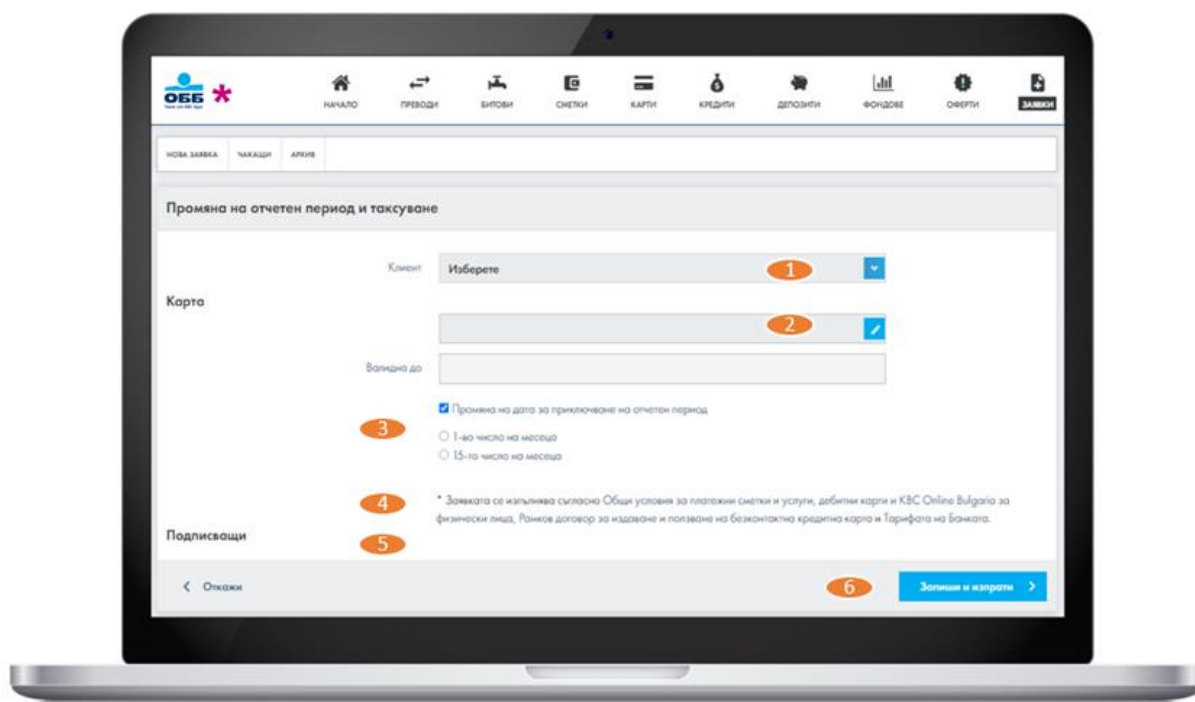 ОББ
НАЧАЛО
ПРЕВОДИ
БИТОВИ
СМЕТКИ
КАРТИ
КРЕДИТИ
ДЕПОЗИТИ
ФОНДОВЕ
ОФЕРТИ
ЗАЯВКИ
НОВА ЗАЯВКА
ЧАКАЩИ
АРХИВ
Промяна на отчетен период и таксуване
Клиент
Изберете
1
Карта
2
Валидна до
Промяна на дата за приключване на отчетен период
3
1-во число на месеца
15-то число на месеца
4
* Заявката се изпълнява съгласно Общи условия за платежни сметки и услуги, дебитни карти и KBC Online Bulgaria за
физически лица, Рамков договор за издаване и ползване на безконтактна кредитна карта и Тарифата на Банката.
Подписващи
5
Откажи
6
Запиши и изпрати